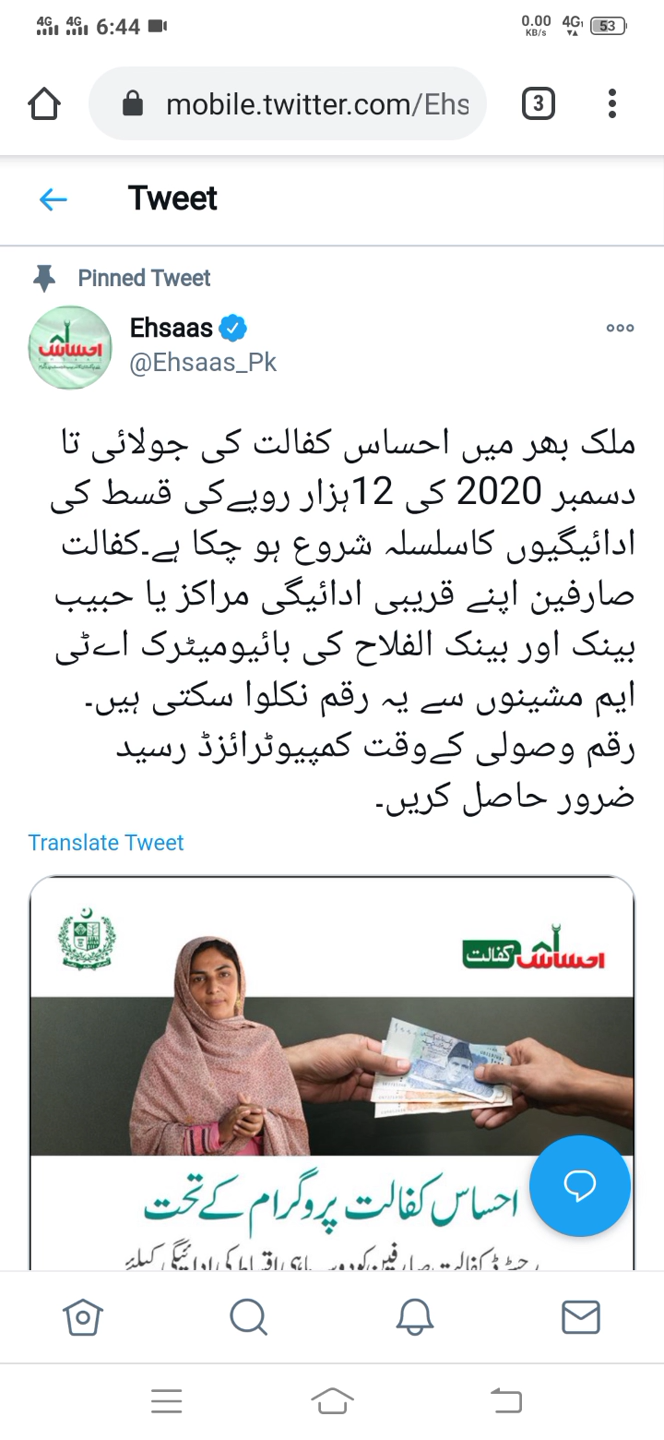 4G 4G 6:44 0.00 KB/s 4G 53
mobile.twitter.com/Ehs 3
Tweet
Pinned Tweet
احساس
Ehsaas
@Ehsaas_Pk
ملک بھر میں احساس کفالت کی جولائی تا
دسمبر 2020 کی 12ہزار روپےکی قسط کی
ادائیگیوں کاسلسلہ شروع ہو چکا ہے۔کفالت
صارفین اپنے قریبی ادائیگی مراکز یا حبیب
بینک اور بینک الفلاح کی بائیومیٹرک اےٹی
ایم مشینوں سے یہ رقم نکلوا سکتی ہیں۔
رقم وصولی کےوقت کمپیوٹرائزڈ رسید
ضرور حاصل کریں۔
Translate Tweet
احساس کفالت
احساس کفالت پروگرام کے تحت